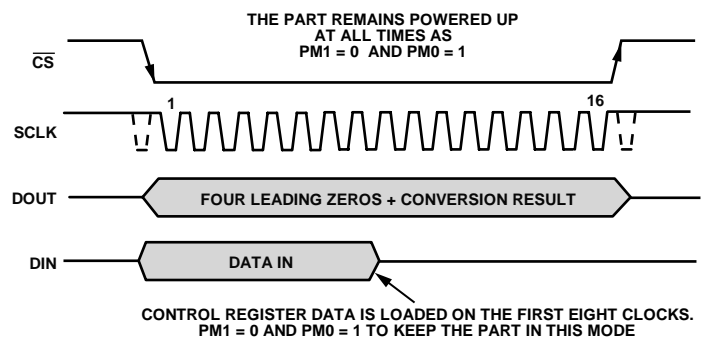 THE PART REMAINS POWERED UP
AT ALL TIMES AS
PM1 = 0 AND PM0 = 1
CS
1
16
SCLK
DOUT
FOUR LEADING ZEROS + CONVERSION RESULT
DIN
DATA IN
CONTROL REGISTER DATA IS LOADED ON THE FIRST EIGHT CLOCKS.
PM1 = 0 AND PM0 = 1 TO KEEP THE PART IN THIS MODE